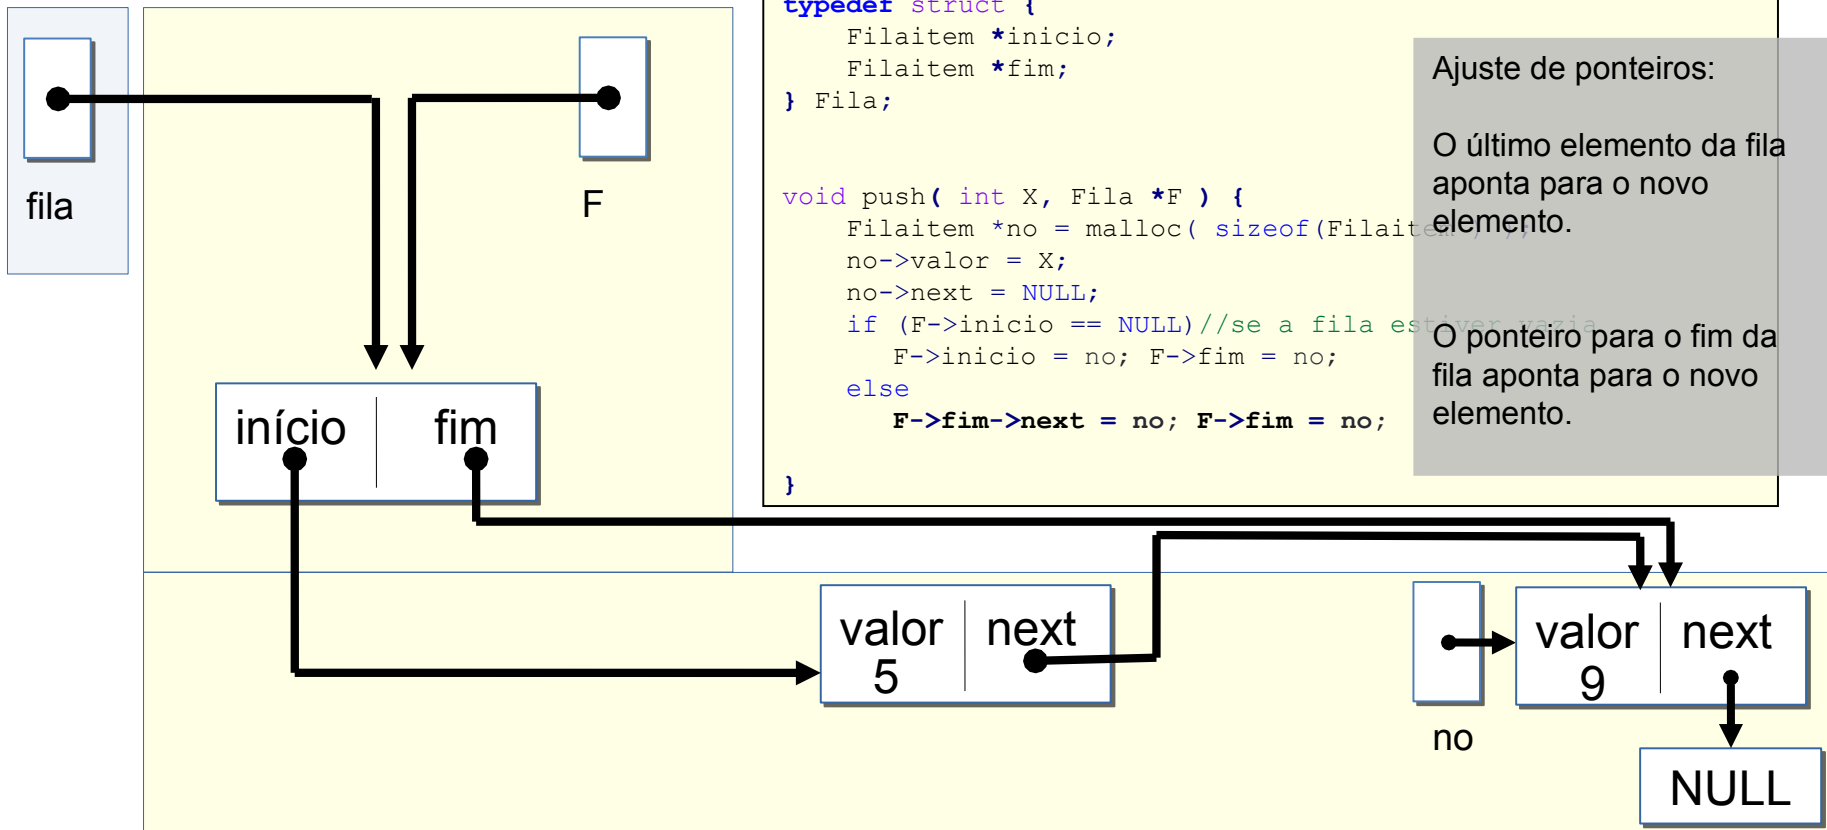 typedef struct {
Filaitem *inicio;
Filaitem *fim;
} Fila;
void push( int X, Fila *F ) {
Filaitem *no = malloc( sizeof(Filaitem ) );
no->valor = X;
no->next = NULL;
if (F->inicio == NULL)//se a fila estiver vazia
F->inicio = no; F->fim = no;
else
F->fim->next = no; F->fim = no;
}
Ajuste de ponteiros:
O último elemento da fila
aponta para o novo
elemento.
O ponteiro para o fim da
fila aponta para o novo
elemento.
fila
F
início fim
valor next
5
no
valor next
9
NULL